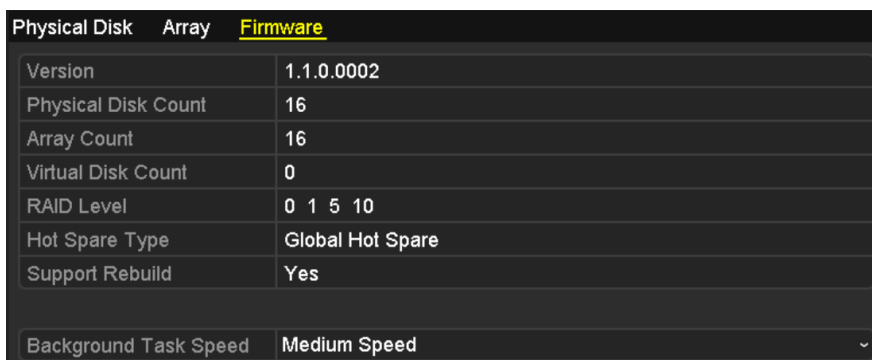 Physical Disk Array Firmware
Version 1.1.0.0002
Physical Disk Count 16
Array Count 16
Virtual Disk Count 0
RAID Level 0 1 5 10
Hot Spare Type Global Hot Spare
Support Rebuild Yes
Background Task Speed Medium Speed